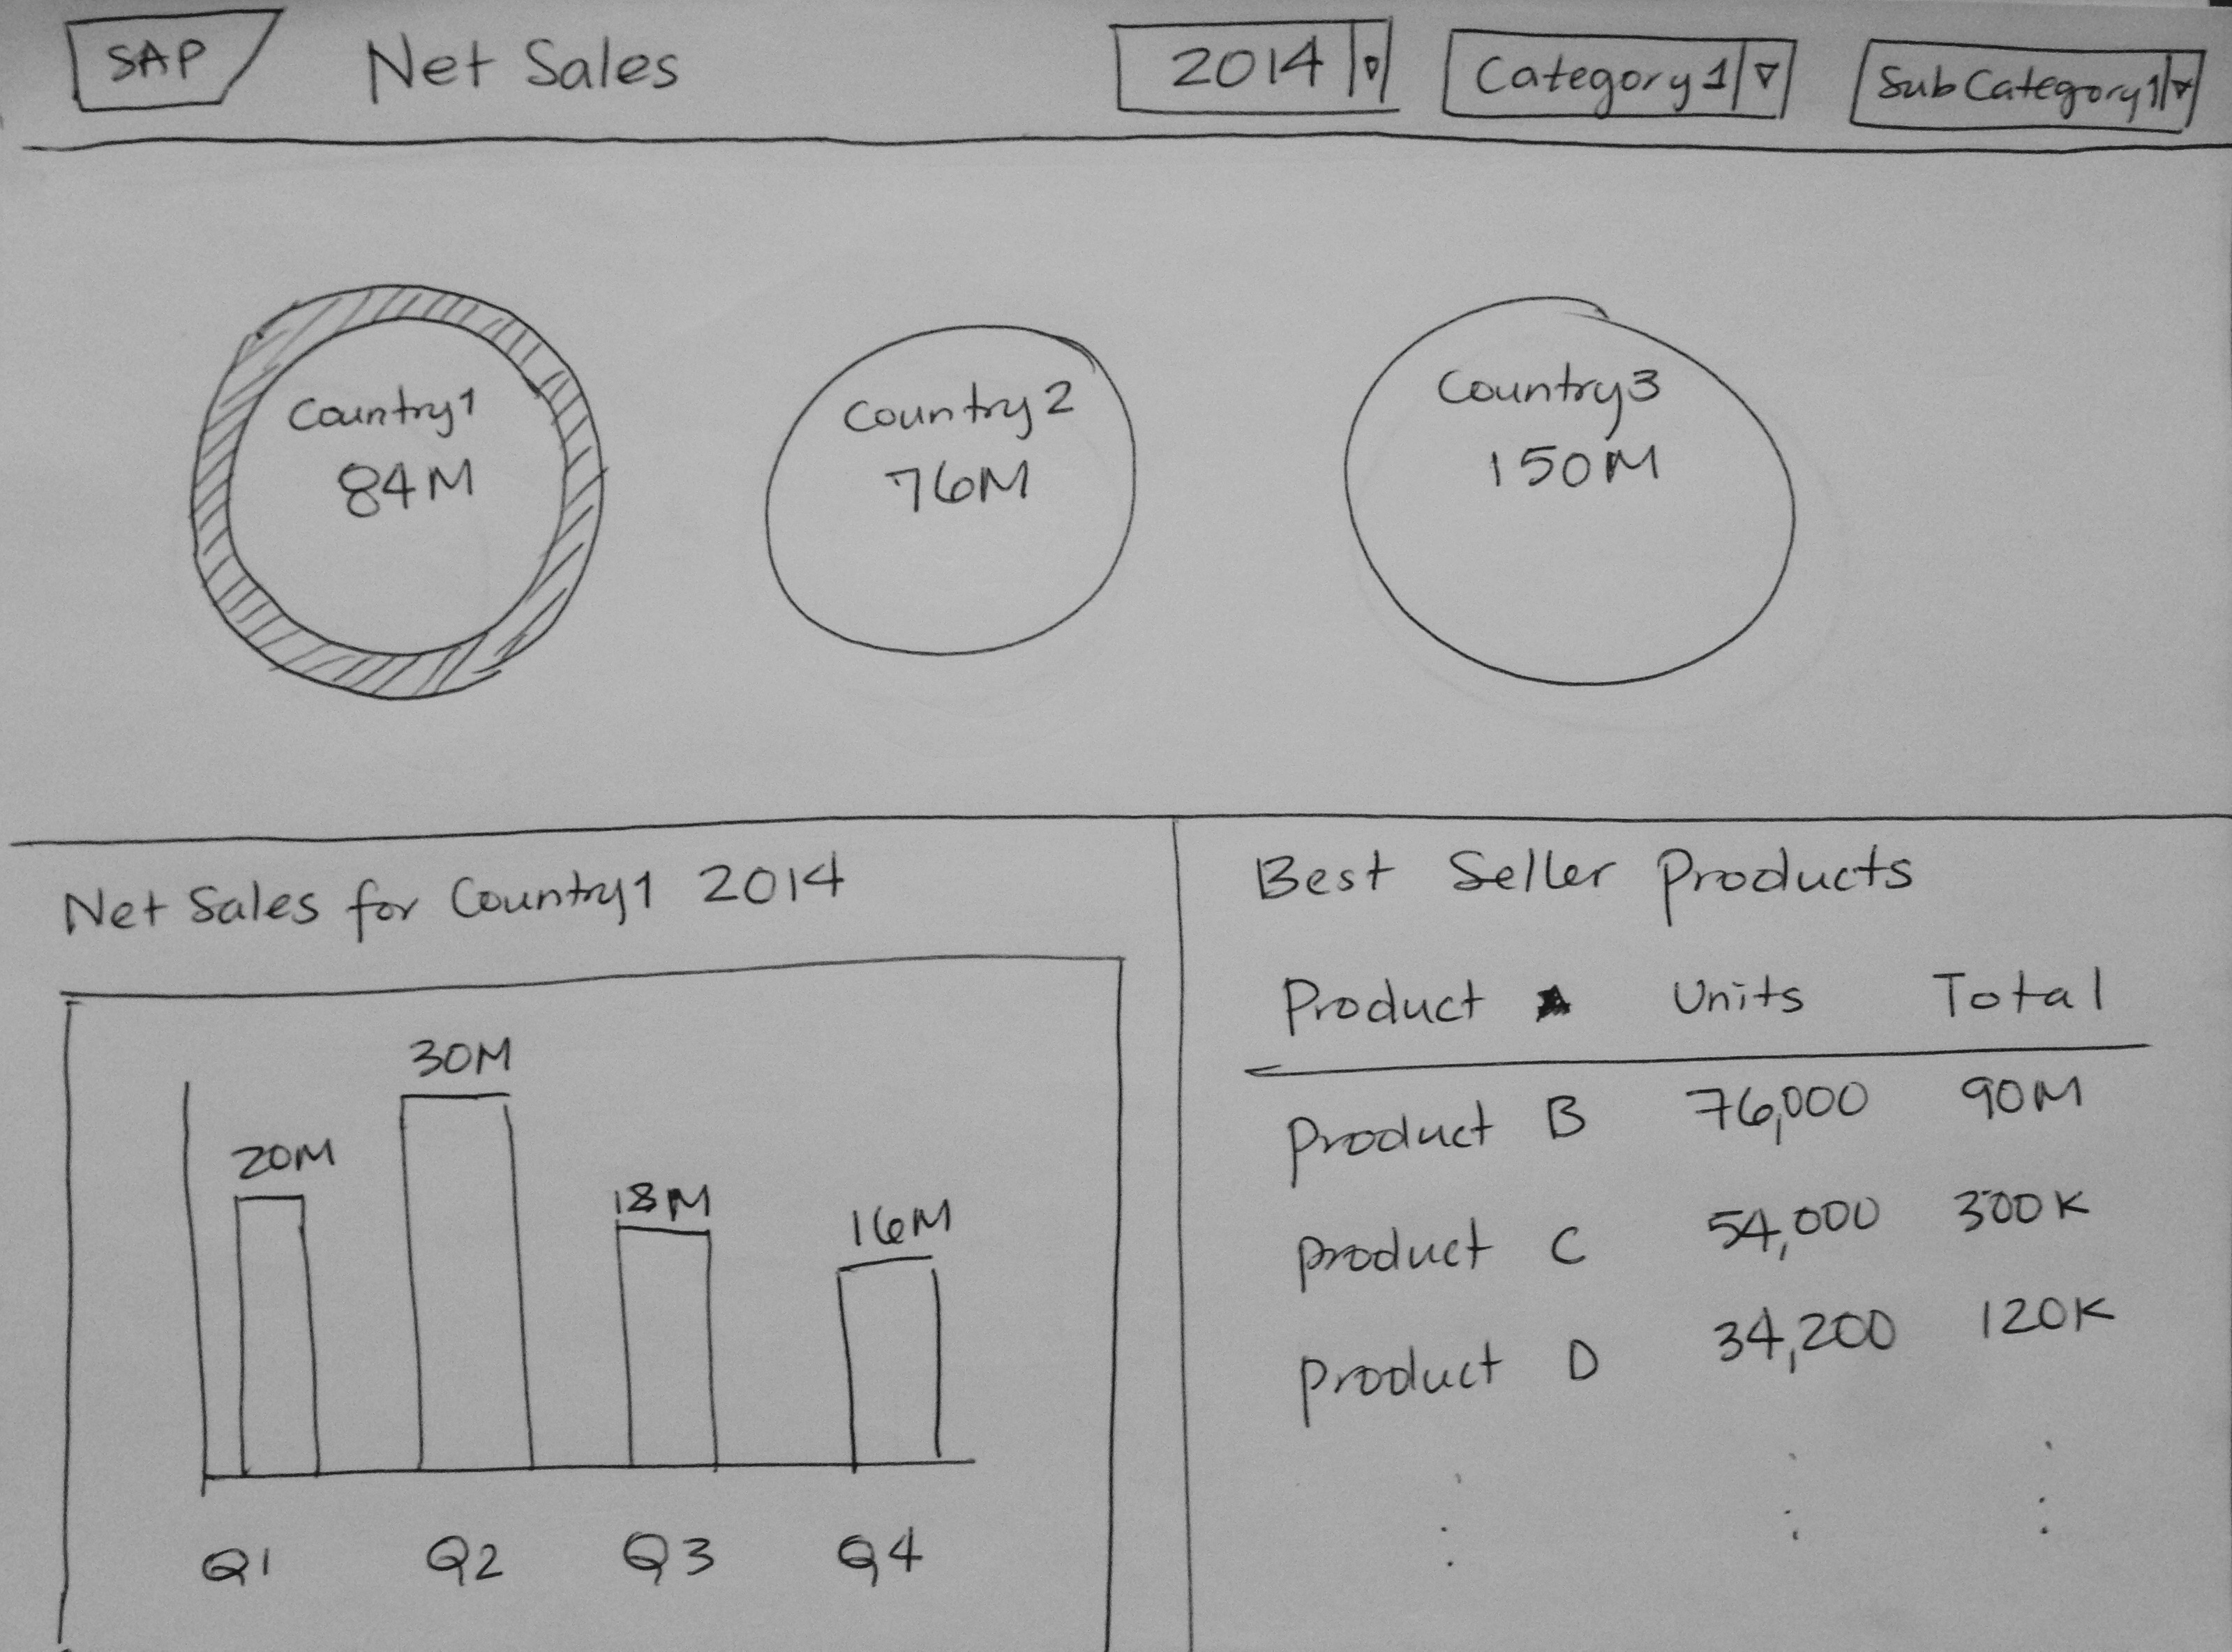 SAP Net Sales 2014 Category1 SubCategory1
Country1
84M
Country2
76M
Country3
150M
Net Sales for Country1 2014
30M
20M
18M
16M
Q1 Q2 Q3 Q4
Best Seller Products
Product Units Total
Product B 76,000 90M
Product C 54,000 300K
Product D 34,200 120K